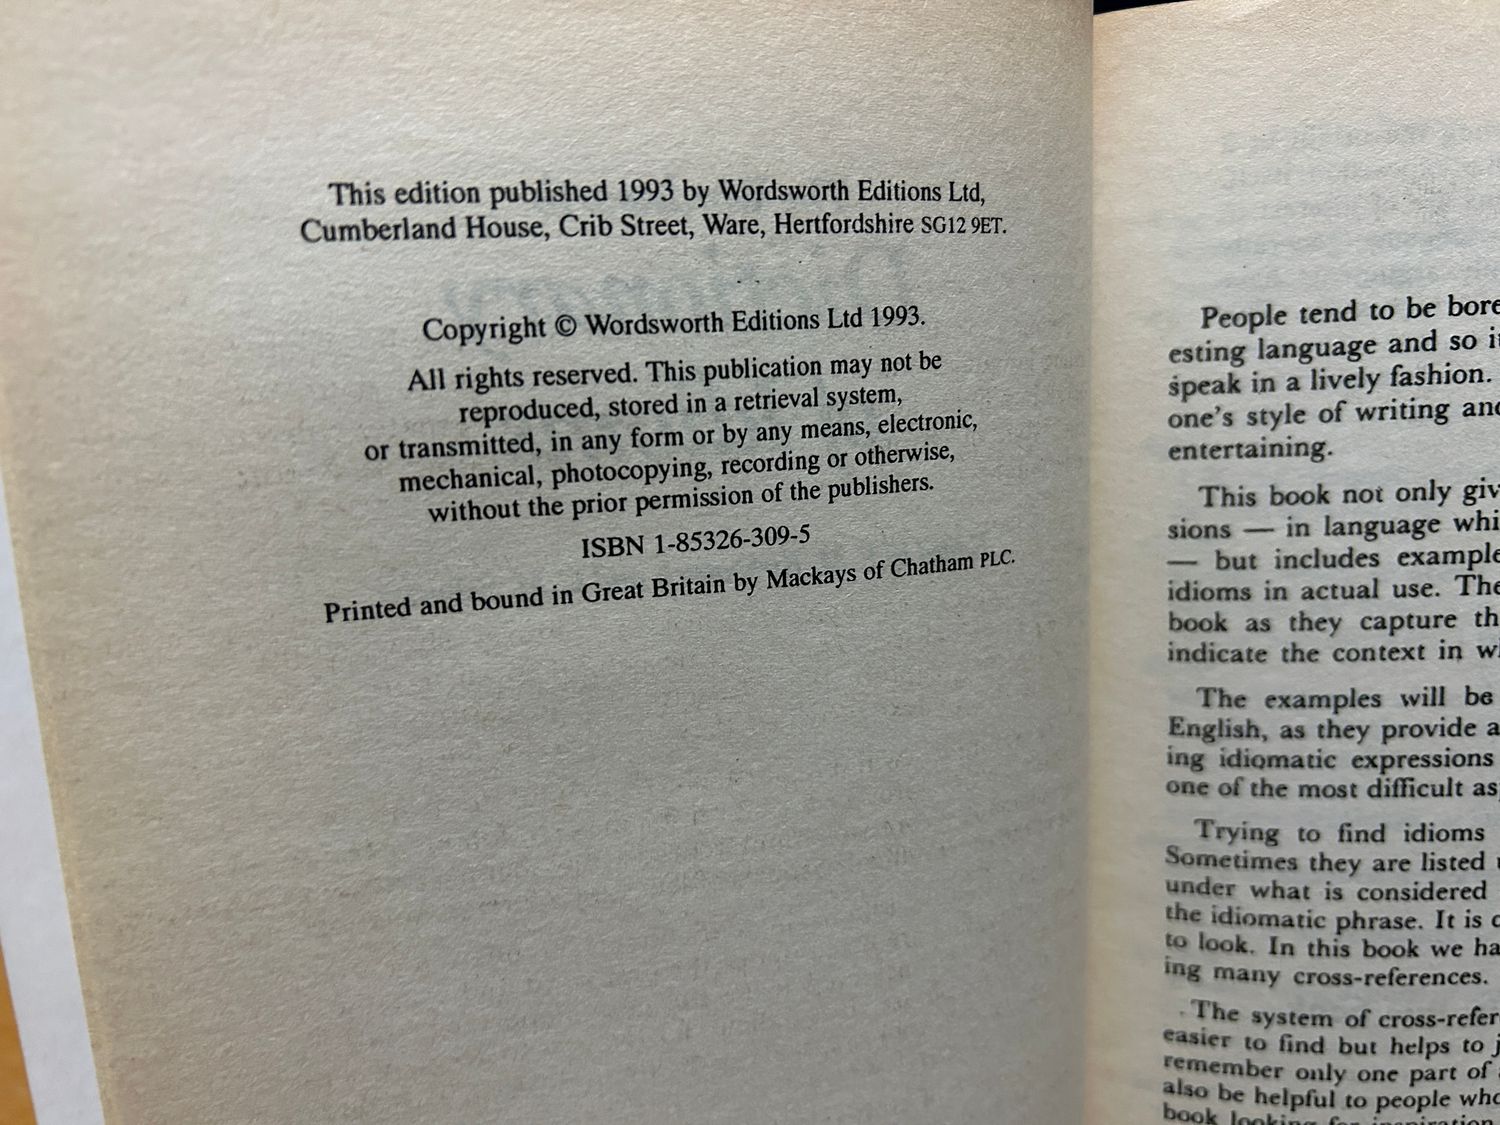 This edition published 1993 by Wordsworth Editions Ltd,
Cumberland House, Crib Street, Ware, Hertfordshire SG12 9ET.
Copyright © Wordsworth Editions Ltd 1993.
All rights reserved. This publication may not be
reproduced, stored in a retrieval system,
or transmitted, in any form or by any means, electronic,
mechanical, photocopying, recording or otherwise,
without the prior permission of the publishers.
ISBN 1-85326-309-5
Printed and bound in Great Britain by Mackays of Chatham PLC.
People tend to be bore
esting language and so
speak in a lively fashion.
one's style of writing and
entertaining.
This book not only giv
sions — in language whi
— but includes example
idioms in actual use. The
book as they capture th
indicate the context in
The examples will be
English, as they provide a
ing idiomatic expressions
one of the most difficult as
Trying to find idioms
Sometimes they are listed
under what is considered
the idiomatic phrase. It is
to look. In this book we ha
ing many cross-references.
The system of cross-refer
easier to find but helps to
remember only one part of
also be helpful to people who
book looking for inspiration